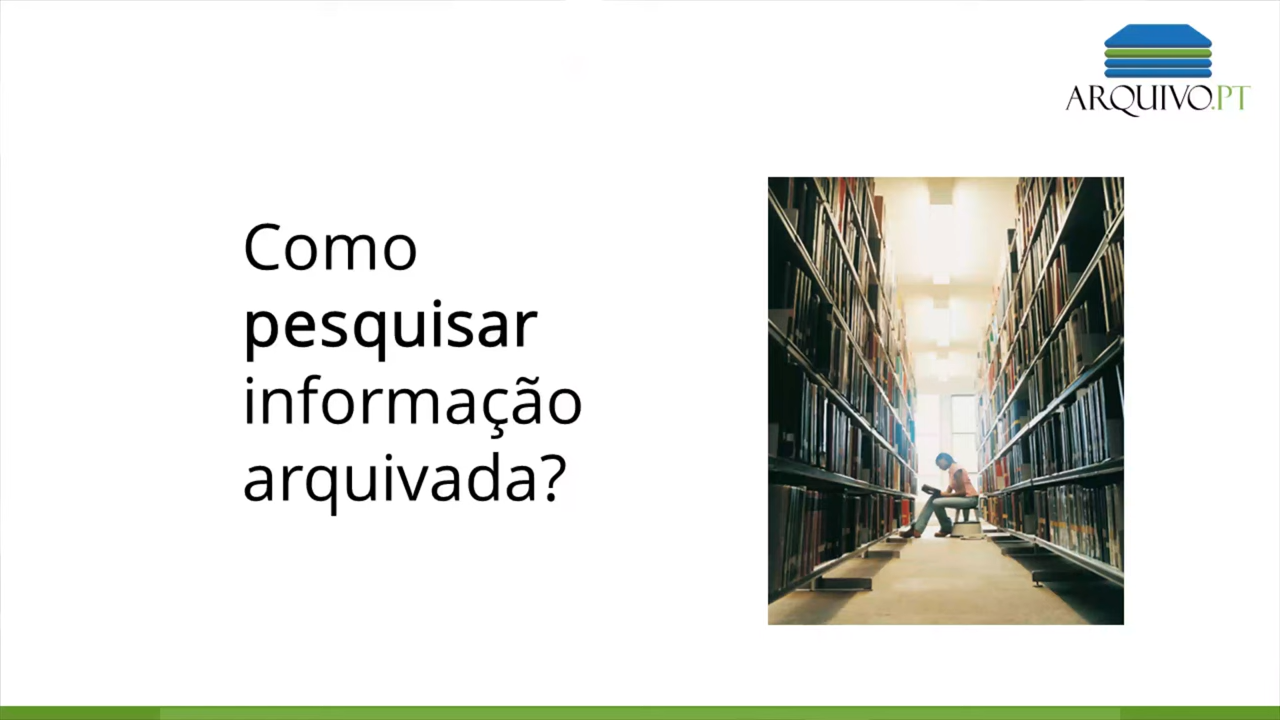 ARQUIVO.PT
Como
pesquisar
informação
arquivada?